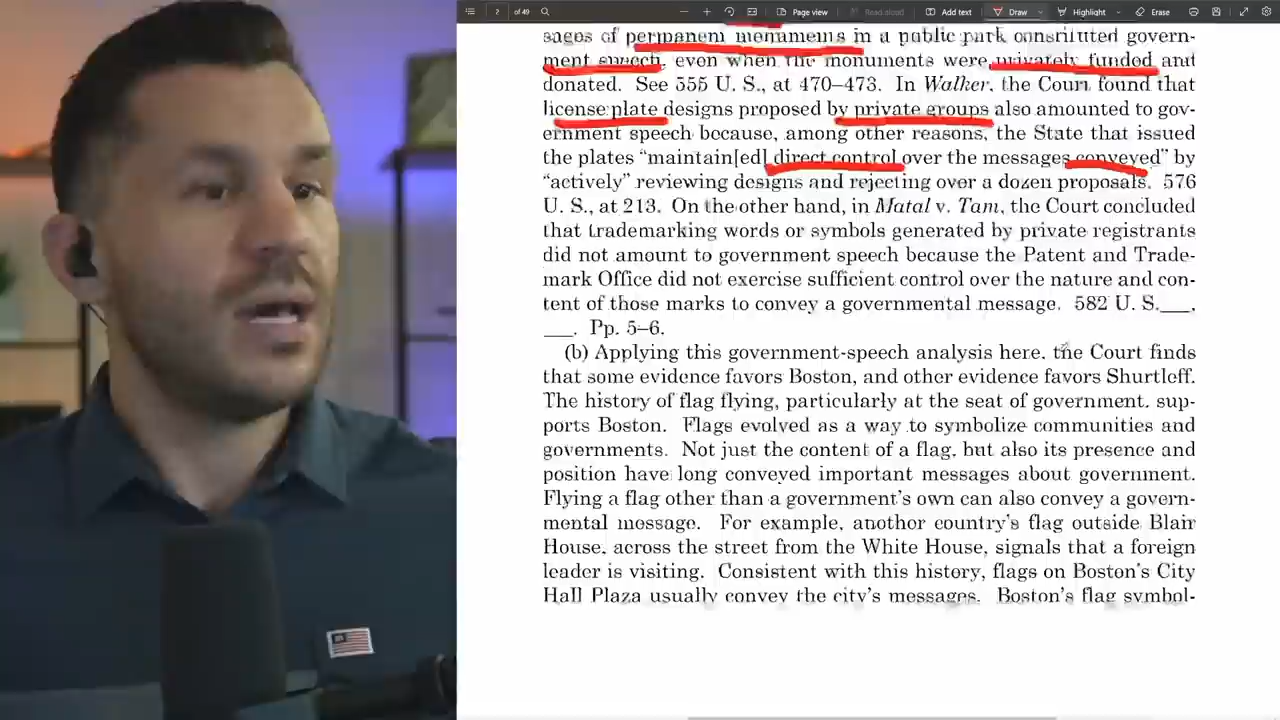 2 of 49
Page view
Read aloud
Add text
Draw
Highlight
Erase
sages of permanent monuments in a public park constituted govern-
ment speech, even when the monuments were privately funded and
donated. See 555 U. S., at 470–473. In Walker, the Court found that
license plate designs proposed by private groups also amounted to gov-
ernment speech because, among other reasons, the State that issued
the plates “maintain[ed] direct control over the messages conveyed” by
“actively” reviewing designs and rejecting over a dozen proposals. 576
U. S., at 213. On the other hand, in Matal v. Tam, the Court concluded
that trademarking words or symbols generated by private registrants
did not amount to government speech because the Patent and Trade-
mark Office did not exercise sufficient control over the nature and con-
tent of those marks to convey a governmental message. 582 U. S.___,
___. Pp. 5–6.
(b) Applying this government-speech analysis here, the Court finds
that some evidence favors Boston, and other evidence favors Shurtleff.
The history of flag flying, particularly at the seat of government, sup-
ports Boston. Flags evolved as a way to symbolize communities and
governments. Not just the content of a flag, but also its presence and
position have long conveyed important messages about government.
Flying a flag other than a government’s own can also convey a govern-
mental message. For example, another country’s flag outside Blair
House, across the street from the White House, signals that a foreign
leader is visiting. Consistent with this history, flags on Boston’s City
Hall Plaza usually convey the city’s messages. Boston’s flag symbol-